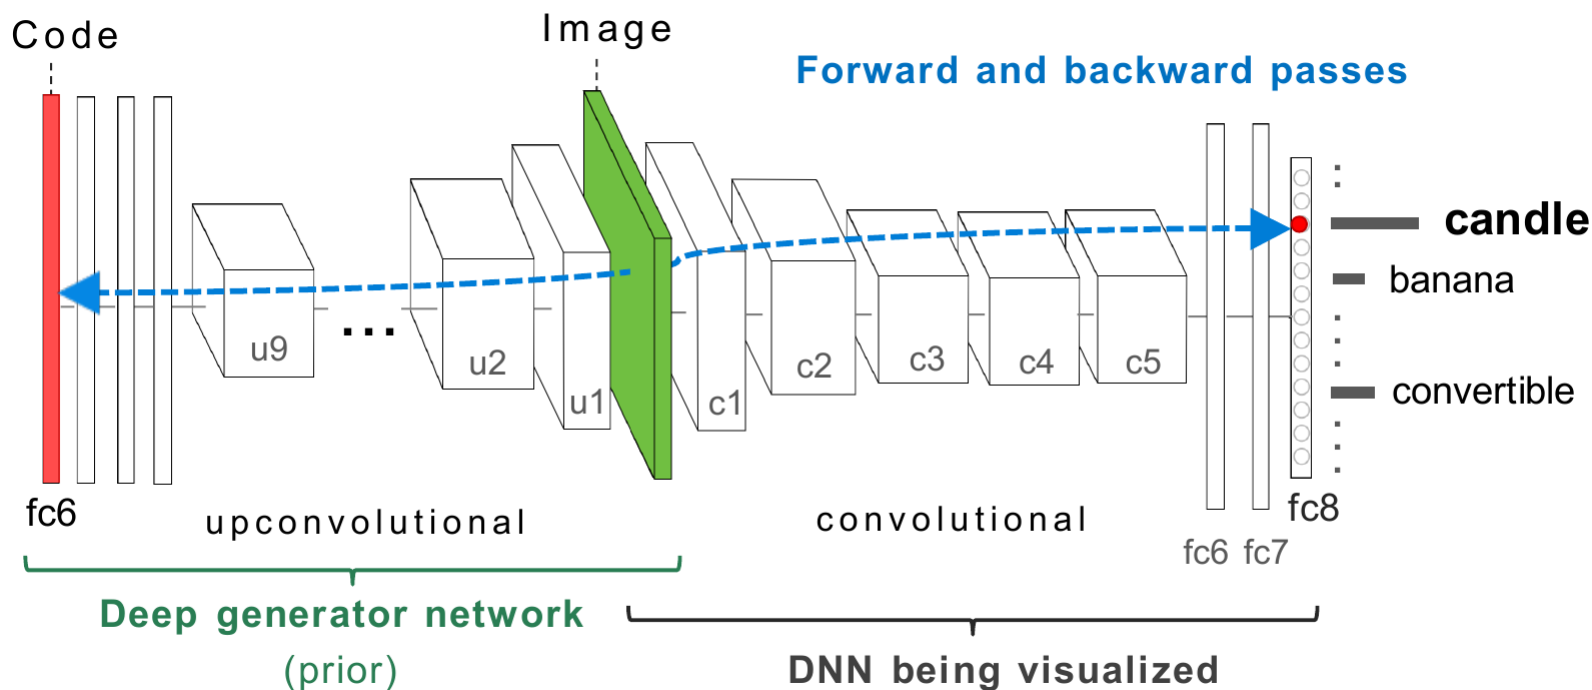 Code
Image
Forward and backward passes
candle
banana
convertible
u9
...
u2
u1
c1
c2
c3
c4
c5
fc6
upconvolutional
convolutional
fc8
fc6
fc7
Deep generator network
(prior)
DNN being visualized